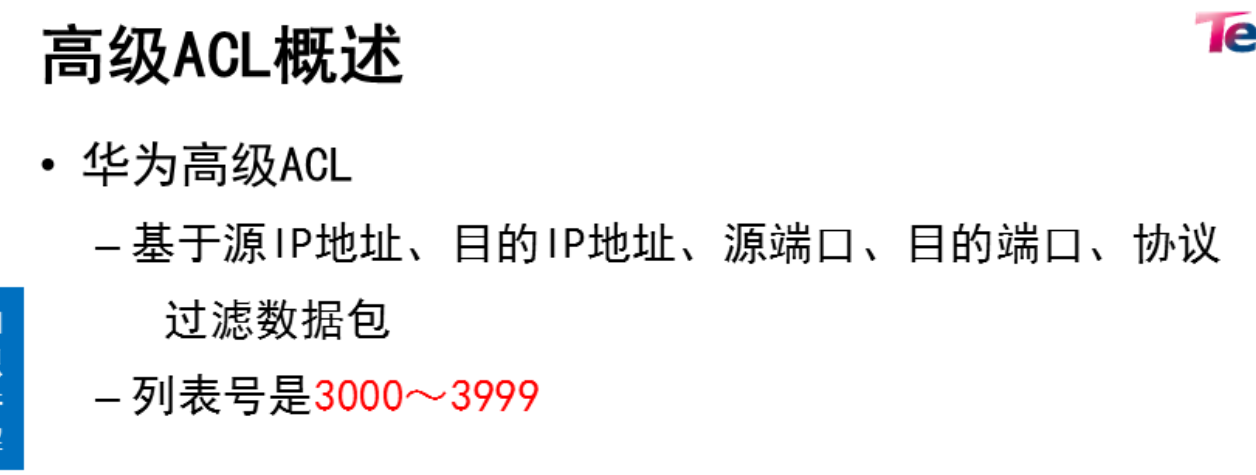 高级ACL概述
Te
• 华为高级ACL
– 基于源IP地址、目的IP地址、源端口、目的端口、协议
过滤数据包
– 列表号是3000～3999